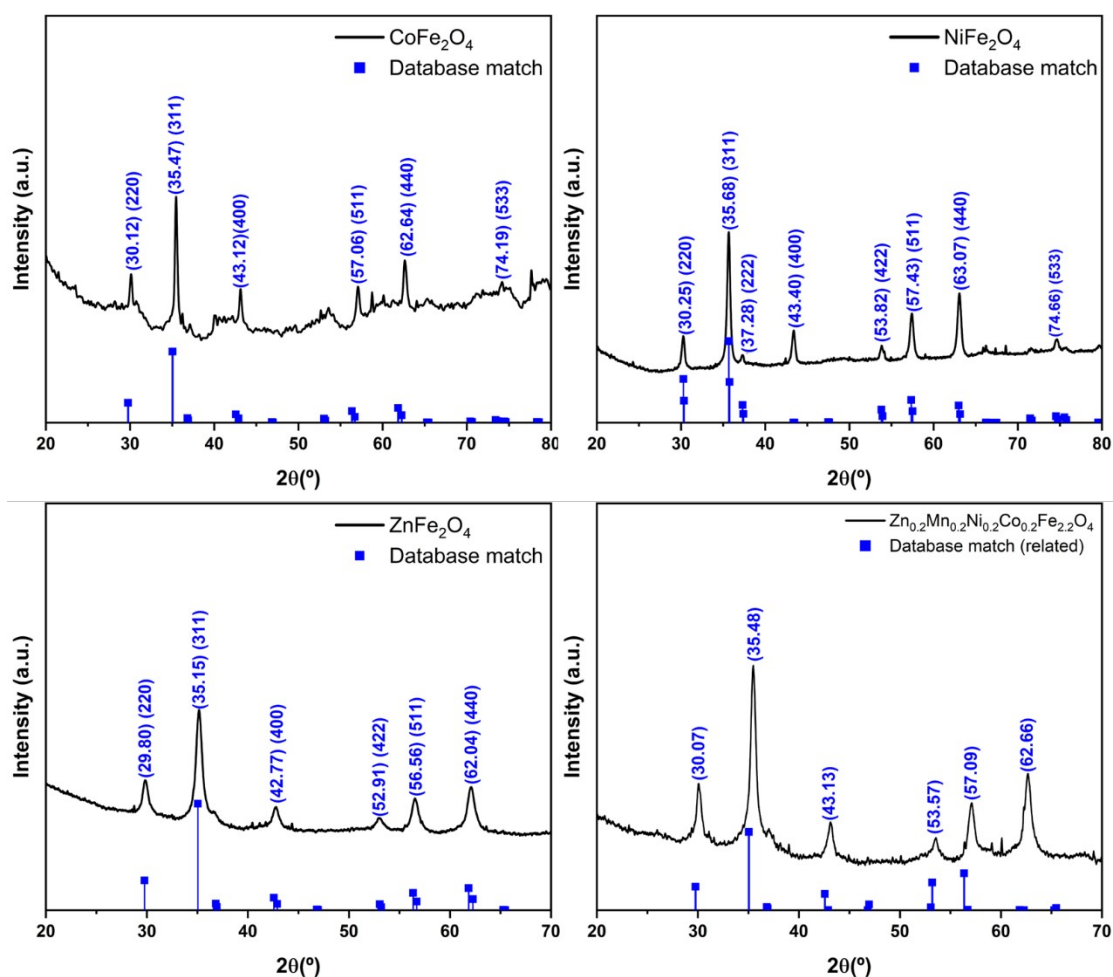 CoFe₂O₄
Database match
(30.12) (220)
(35.47) (311)
(43.12)(400)
(57.06) (511)
(62.64) (440)
(74.19) (533)
Intensity (a.u.)
20 30 40 50 60 70 80
2θ(º)
NiFe₂O₄
Database match
(30.25) (220)
(35.68) (311)
(37.28) (222)
(43.40) (400)
(53.82) (422)
(57.43) (511)
(63.07) (440)
(74.66) (533)
Intensity (a.u.)
20 30 40 50 60 70 80
2θ(º)
ZnFe₂O₄
Database match
(29.80) (220)
(35.15) (311)
(42.77) (400)
(52.91) (422)
(56.56) (511)
(62.04) (440)
Intensity (a.u.)
20 30 40 50 60 70
2θ(º)
Zn₀.₂Mn₀.₂Ni₀.₂Co₀.₂Fe₂.₂O₄
Database match (related)
(30.07)
(35.48)
(43.13)
(53.57)
(57.09)
(62.66)
Intensity (a.u.)
20 30 40 50 60 70
2θ(º)